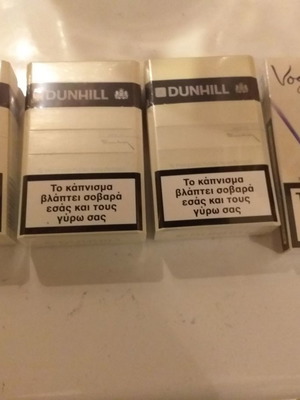 DUNHILL
Το κάπνισμα
βλάπτει σοβαρά
εσάς και τους
γύρω σας
DUNHILL
Το κάπνισμα
βλάπτει σοβαρά
εσάς και τους
γύρω σας